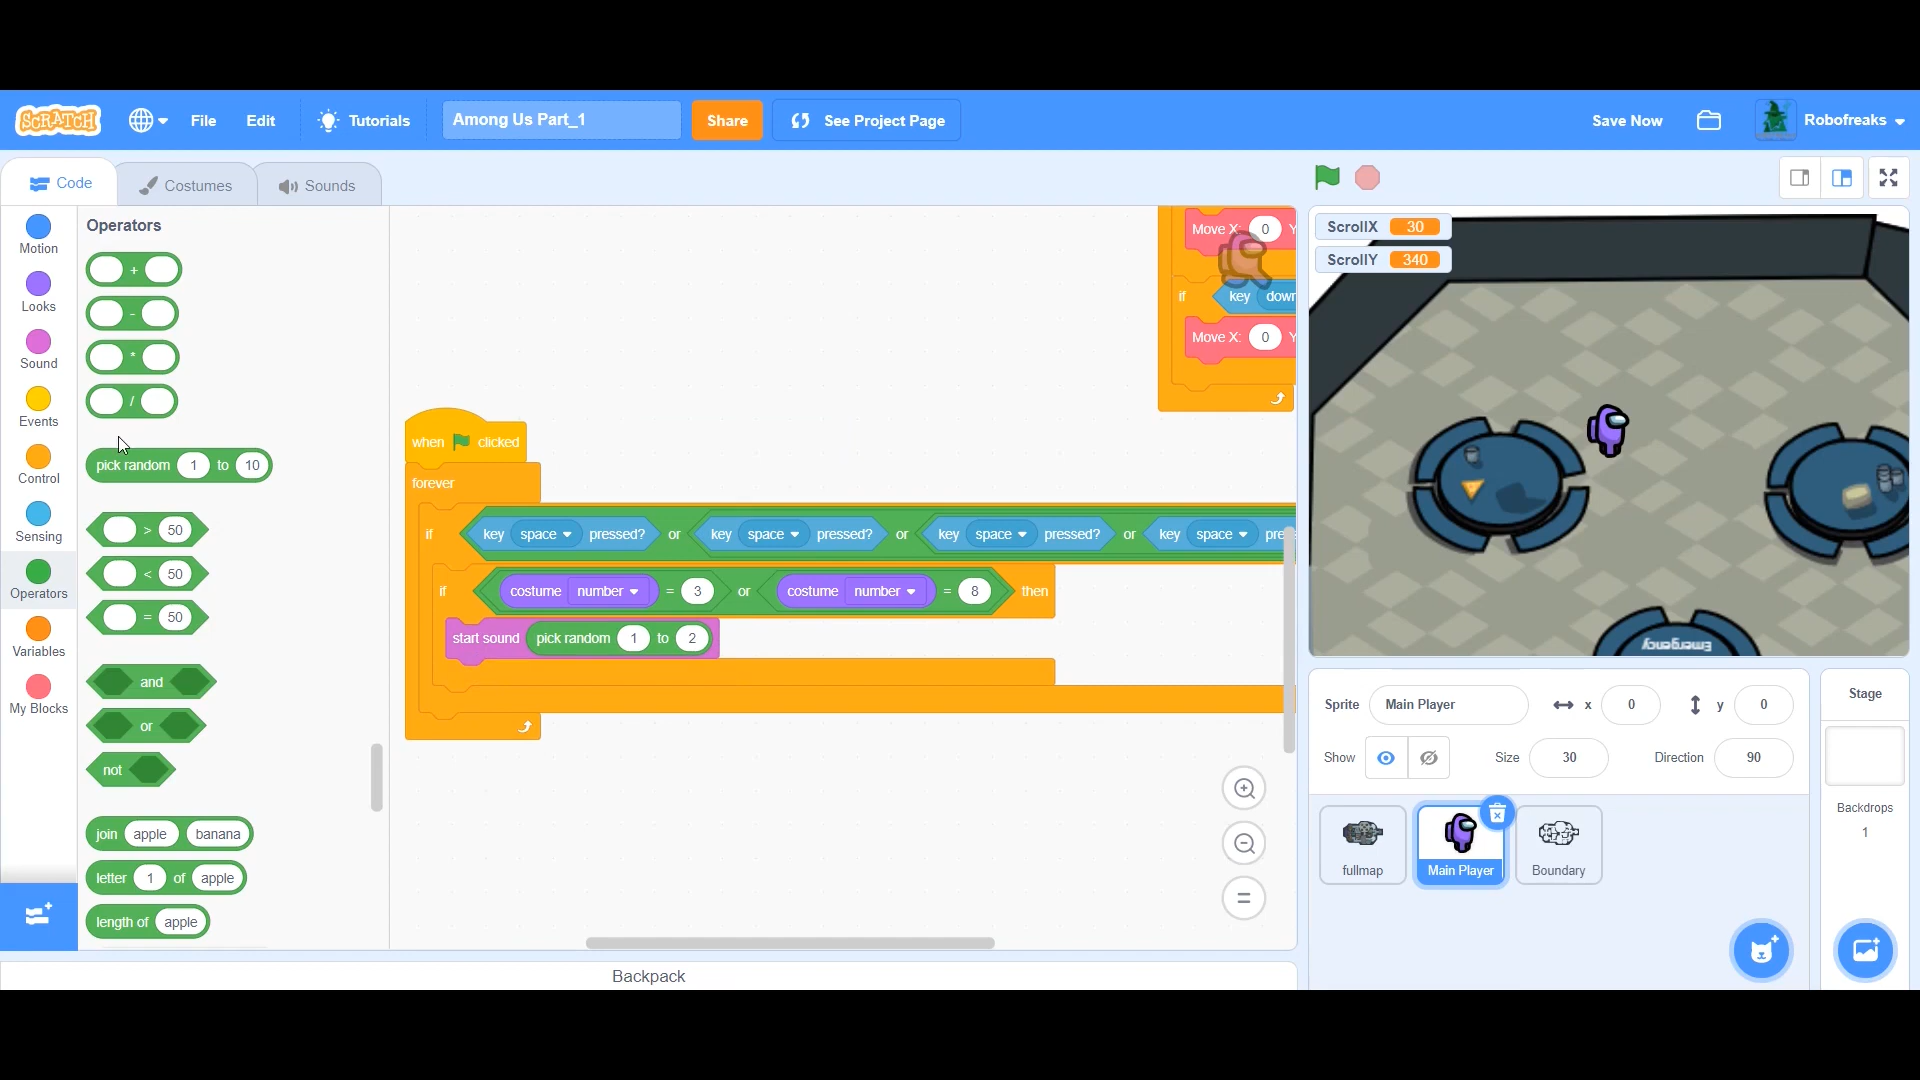 SCRATCH File Edit Tutorials Among Us Part_1 Share See Project Page Save Now Robofreaks
Code Costumes Sounds
Motion
Looks
Sound
Events
Control
Sensing
Operators
Variables
My Blocks
Operators
+
-
*
/
pick random 1 to 10
> 50
< 50
= 50
and
or
not
join apple banana
letter 1 of apple
length of apple
Move X: 0 Y
if key down
Move X: 0 Y
when clicked
forever
if key space pressed? or key space pressed? or key space pressed? or key space pre
if costume number = 3 or costume number = 8 then
start sound pick random 1 to 2
Backpack
ScrollX 30
ScrollY 340
Emergency
Sprite Main Player x 0 y 0
Show Size 30 Direction 90
fullmap
Main Player
Boundary
Stage
Backdrops
1